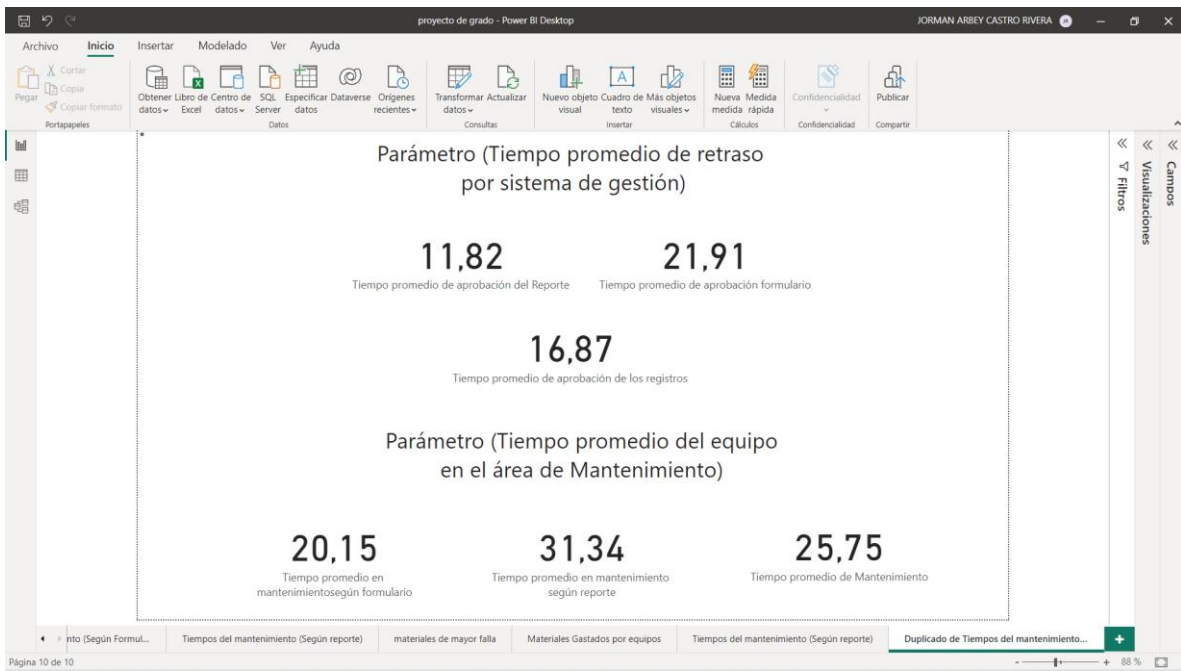 proyecto de grado - Power BI Desktop
JORMAN ARBEY CASTRO RIVERA
Archivo Inicio Insertar Modelado Ver Ayuda
Pegar
Cortar
Copia
Copiar formato
Portapapeles
Obtener datos
Libro de Excel
Centro de datos
SQL Server
Especificar datos
Dataverse
Orígenes recientes
Datos
Transformar datos
Actualizar
Consultas
Nuevo objeto visual
Cuadro de texto
Más objetos visuales
Insertar
Nueva medida
Medida rápida
Cálculos
Confidencialidad
Confidencialidad
Publicar
Compartir
Filtros
Visualizaciones
Campos
Parámetro (Tiempo promedio de retraso
por sistema de gestión)
11,82 21,91
Tiempo promedio de aprobación del Reporte Tiempo promedio de aprobación formulario
16,87
Tiempo promedio de aprobación de los registros
Parámetro (Tiempo promedio del equipo
en el área de Mantenimiento)
20,15 31,34 25,75
Tiempo promedio en
mantenimientosegún formulario
Tiempo promedio en mantenimiento
según reporte
Tiempo promedio de Mantenimiento
nto (Según Formul... Tiempos del mantenimiento (Según reporte) materiales de mayor falla Materiales Gastados por equipos Tiempos del mantenimiento (Según reporte) Duplicado de Tiempos del mantenimiento...
Página 10 de 10
88 %